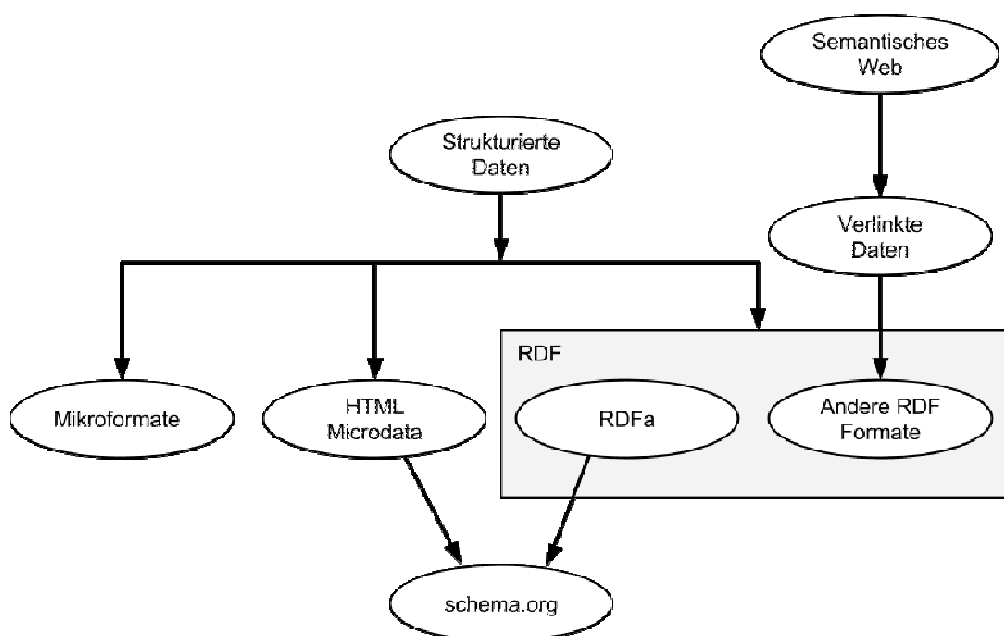 Semantisches
Web
Strukturierte
Daten
Verlinkte
Daten
RDF
Mikroformate
HTML
Microdata
RDFa
Andere RDF
Formate
schema.org